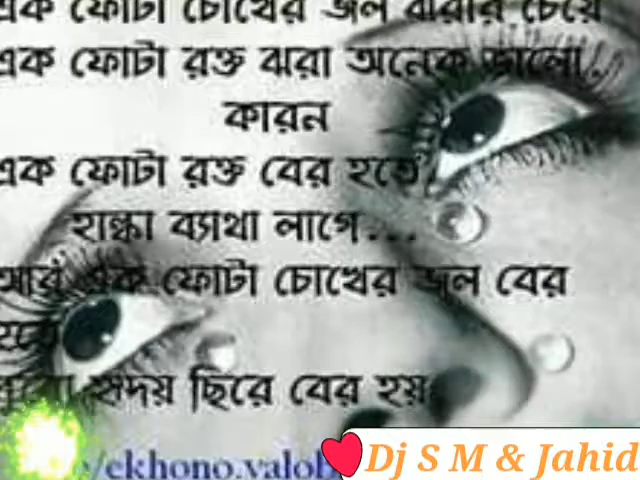 এক ফোটা চোখের জল ঝরার চেয়ে
এক ফোটা রক্ত ঝরা অনেক ভালো.
কারন
এক ফোটা রক্ত বের হতে
হাল্কা ব্যাথা লাগে....
আর এক ফোটা চোখের জল বের
হতে
পুরো হৃদয় ছিরে বের হয়
/ekhono.valob
Dj S M & Jahid